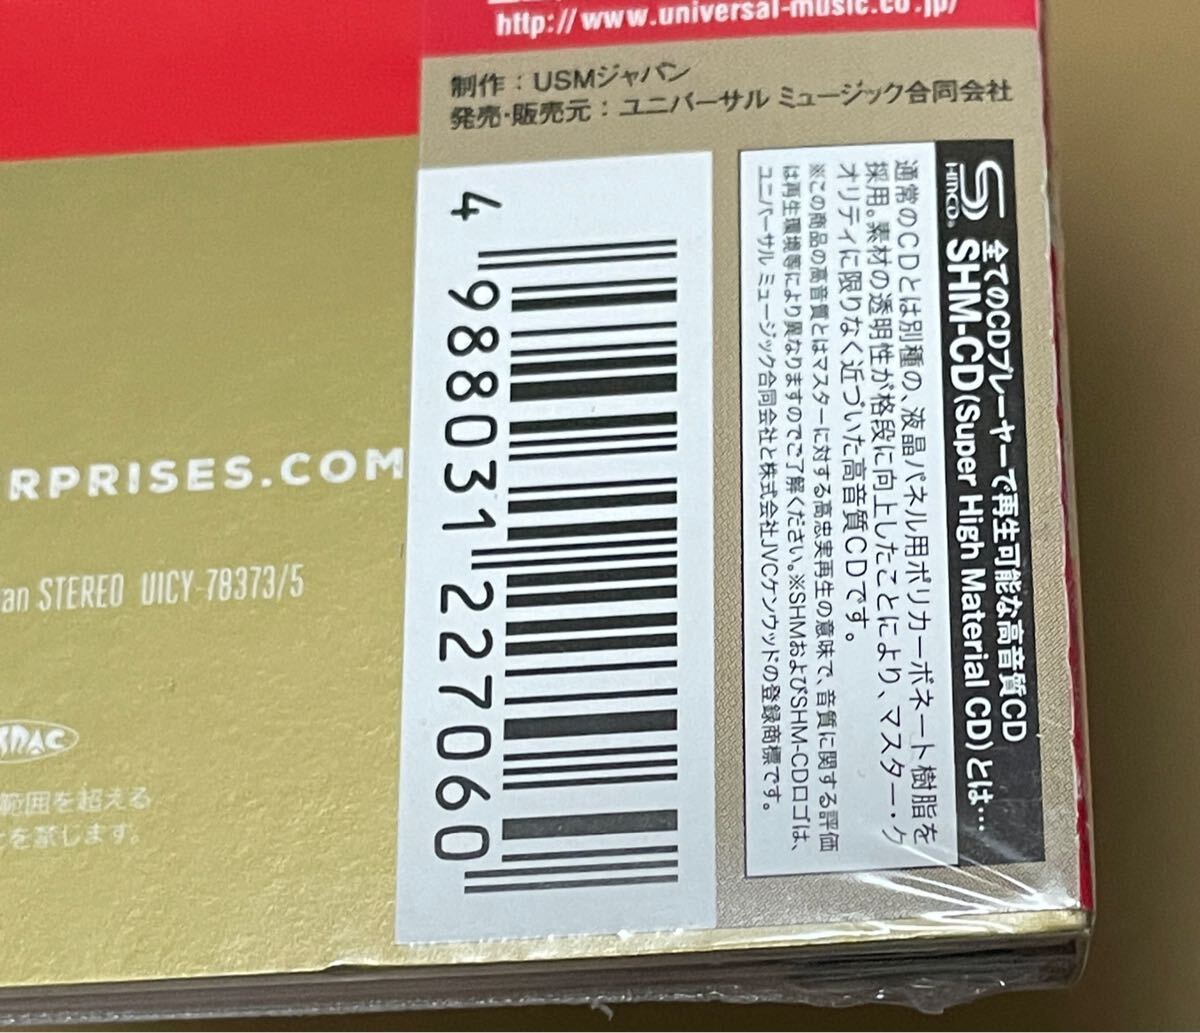 http://www.universal-music.co.jp/
制作：USMジャパン
発売・販売元：ユニバーサル ミュージック合同会社
4 988031 227060
HMCD®
全てのCDプレーヤーで再生可能な高音質CD
SHM-CD(Super High Material CD)とは…
通常のCDとは別種の、液晶パネル用ポリカーボネート樹脂を
採用。素材の透明性が格段に向上したことにより、マスター・ク
オリティに限りなく近づいた高音質CDです。
※この商品の高音質とはマスターに対する高忠実再生の意味で、音質に関する評価
は再生環境等により異なりますのでご了解ください。※SHMおよびSHM-CDロゴは、
ユニバーサル ミュージック合同会社と株式会社JVCケンウッドの登録商標です。
RPRISES.COM
an STEREO UICY-78373/5
範囲を超える
とを禁じます。